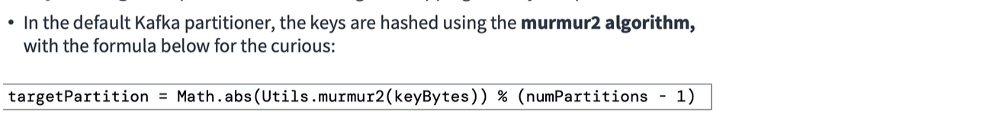 • In the default Kafka partitioner, the keys are hashed using the murmur2 algorithm,
with the formula below for the curious:
targetPartition = Math.abs(Utils.murmur2(keyBytes)) % (numPartitions - 1)